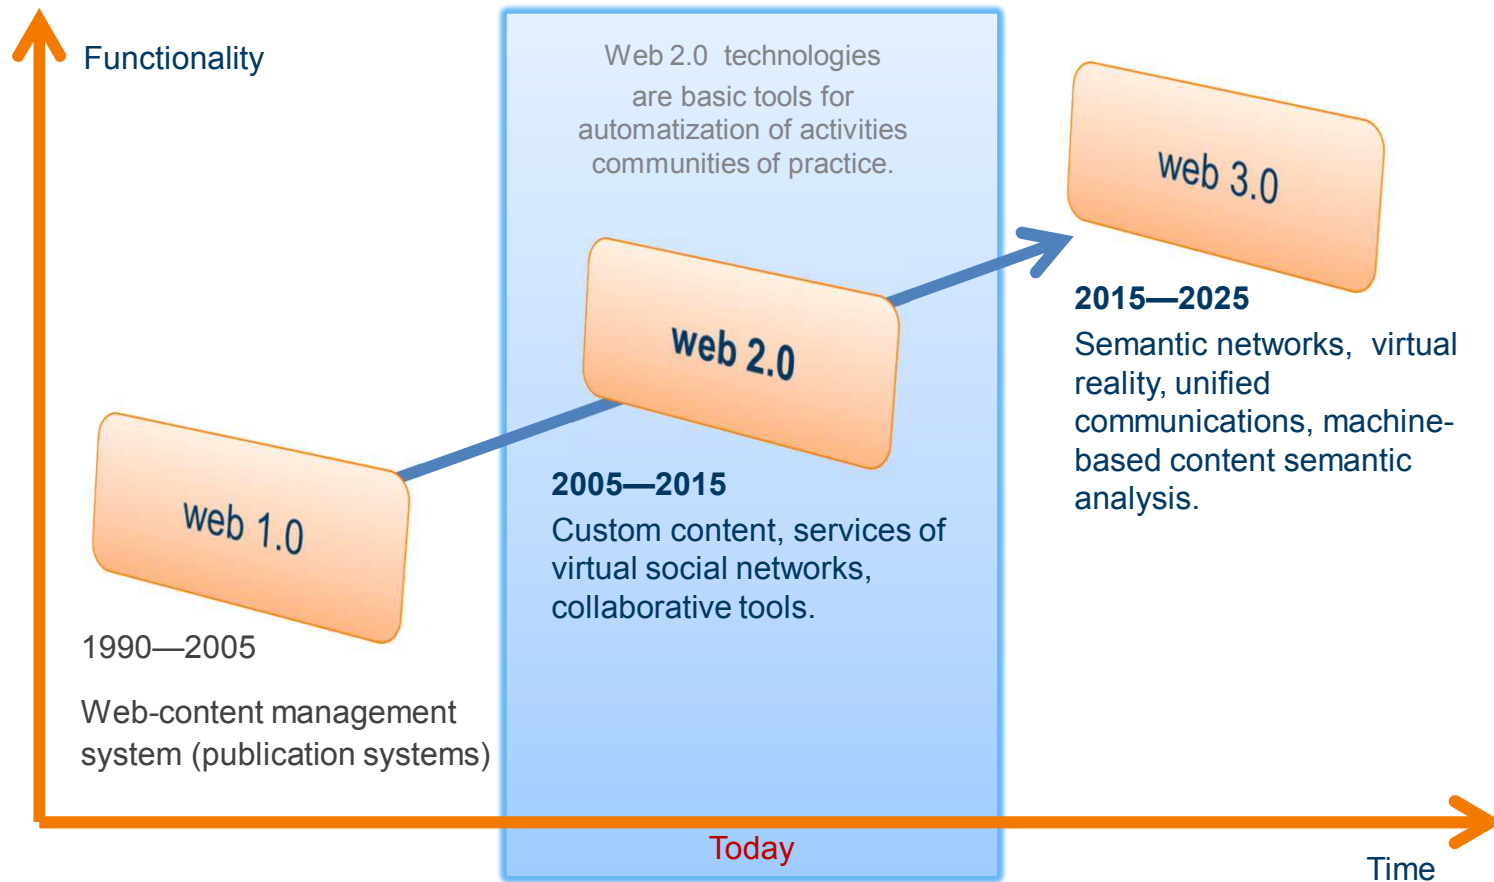 Functionality
Web 2.0 technologies
are basic tools for
automatization of activities
communities of practice.
web 3.0
2015—2025
Semantic networks, virtual
reality, unified
communications, machine-
based content semantic
analysis.
web 2.0
2005—2015
Custom content, services of
virtual social networks,
collaborative tools.
web 1.0
1990—2005
Web-content management
system (publication systems)
Today
Time